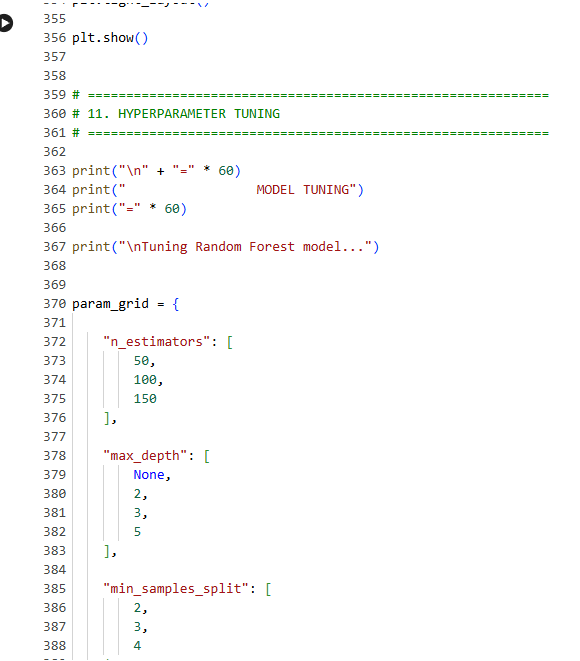 355
356 plt.show()
357
358
359 # ============================================================
360 # 11. HYPERPARAMETER TUNING
361 # ============================================================
362
363 print("\n" + "=" * 60)
364 print("                 MODEL TUNING")
365 print("=" * 60)
366
367 print("\nTuning Random Forest model...")
368
369
370 param_grid = {
371
372     "n_estimators": [
373         50,
374         100,
375         150
376     ],
377
378     "max_depth": [
379         None,
380         2,
381         3,
382         5
383     ],
384
385     "min_samples_split": [
386         2,
387         3,
388         4